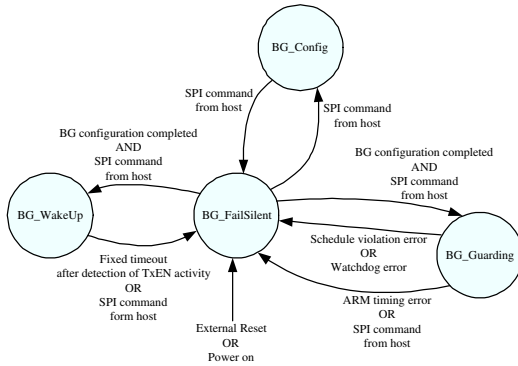 BG_Config
SPI command
from host
SPI command
from host
BG configuration completed
AND
SPI command
from host
BG configuration completed
AND
SPI command
from host
BG_WakeUp
BG_FailSilent
BG_Guarding
Schedule violation error
OR
Watchdog error
Fixed timeout
after detection of TxEN activity
OR
SPI command
form host
ARM timing error
OR
SPI command
from host
External Reset
OR
Power on